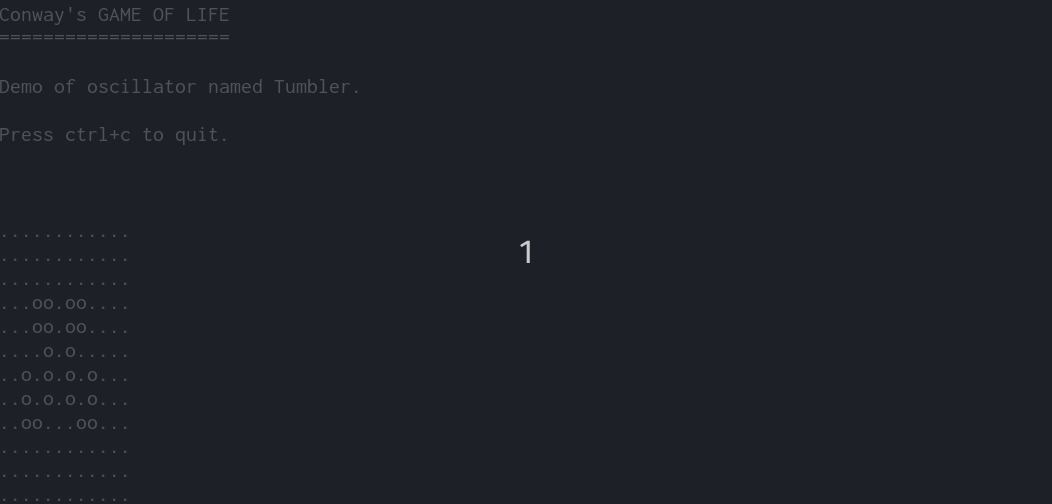 Conway's GAME OF LIFE
=====================
Demo of oscillator named Tumbler.
Press ctrl+c to quit.
............
............
............
...oo.oo....
...oo.oo....
....o.o.....
..o.o.o.o...
..o.o.o.o...
..oo...oo...
............
............
............
1